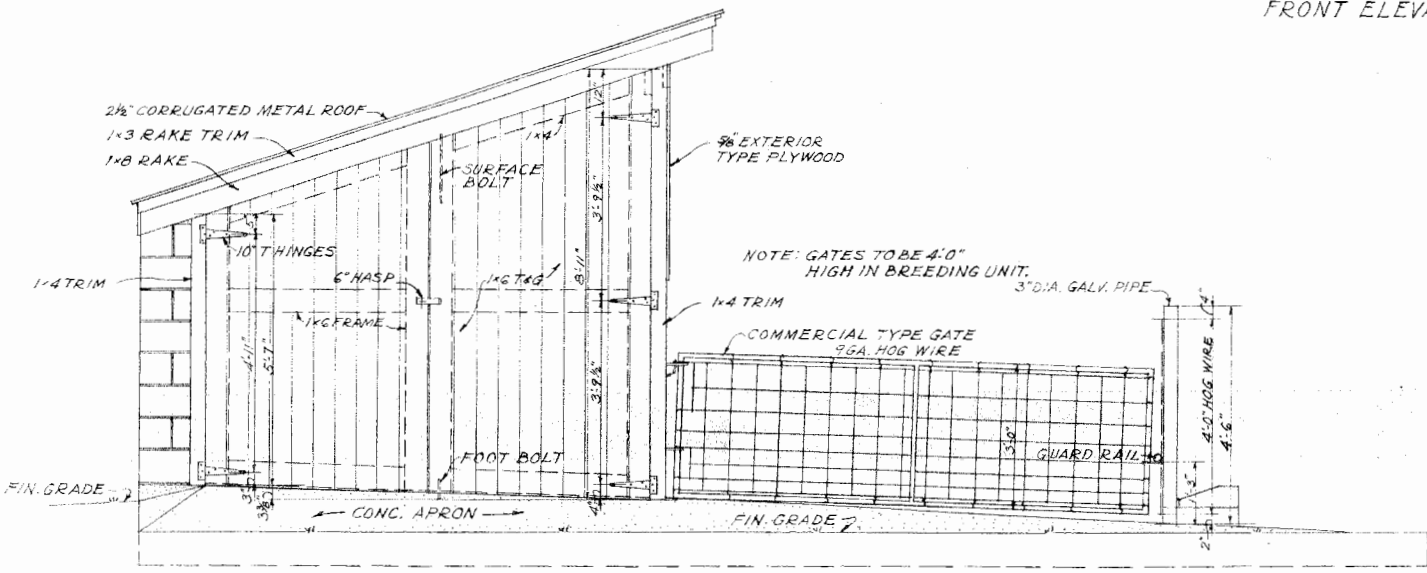 FRONT ELEVA
2½" CORRUGATED METAL ROOF
1×3 RAKE TRIM
1×8 RAKE
1×4
12"
⅝" EXTERIOR
TYPE PLYWOOD
SURFACE
BOLT
3'-9½"
5"
10" T HINGES
8'-11"
NOTE: GATES TO BE 4'-0"
HIGH IN BREEDING UNIT.
1×4 TRIM
6" HASP
1×6 T&G
3" DIA. GALV. PIPE
4"
1×4 TRIM
1×6 FRAME
COMMERCIAL TYPE GATE
9 GA. HOG WIRE
4'-11"
5'-7"
3'-9½"
4'-0" HOG WIRE
4'-6"
3'-0"
FOOT BOLT
GUARD RAIL
FIN. GRADE
1'-3"
CONC. APRON
FIN. GRADE
2"